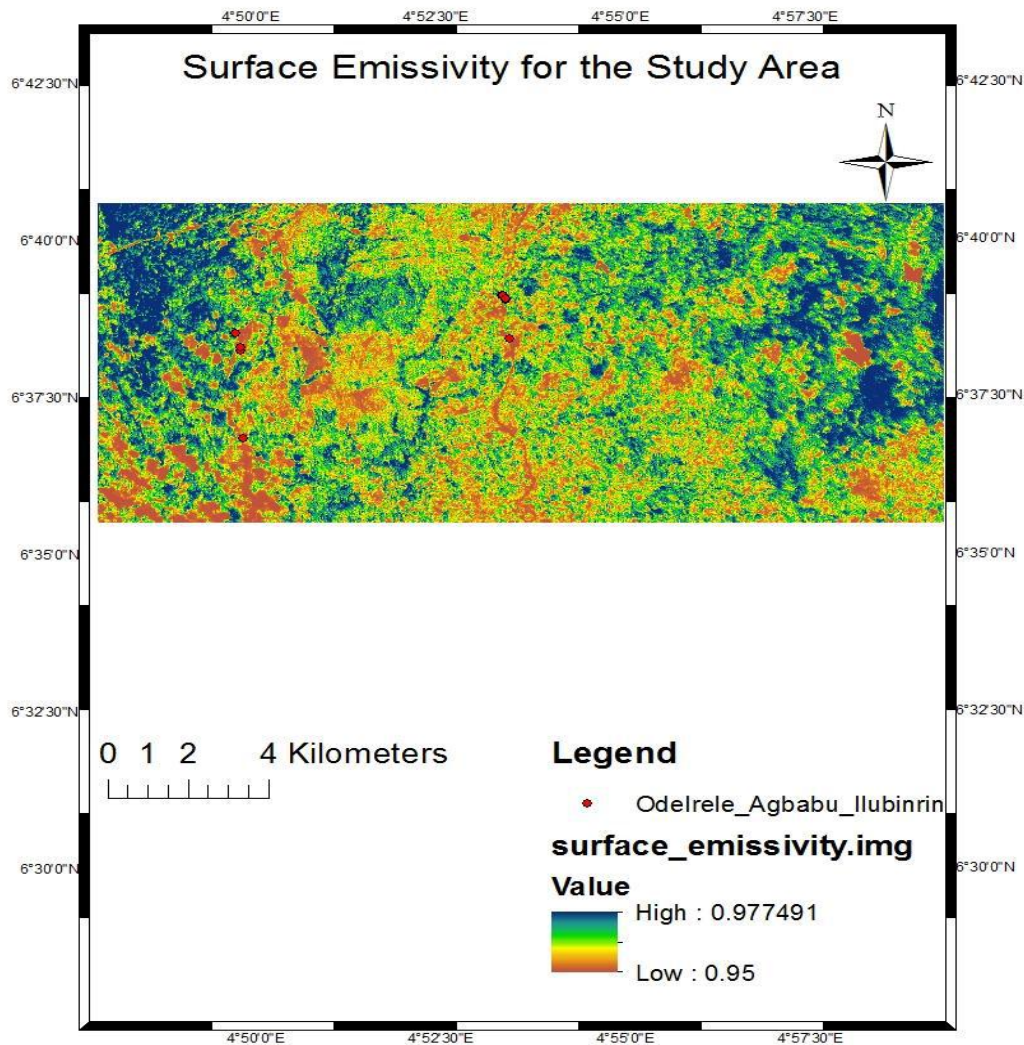 4°50'0"E 4°52'30"E 4°55'0"E 4°57'30"E
Surface Emissivity for the Study Area
6°42'30"N 6°42'30"N
N
6°40'0"N 6°40'0"N
6°37'30"N 6°37'30"N
6°35'0"N 6°35'0"N
6°32'30"N 6°32'30"N
0 1 2 4 Kilometers
Legend
OdeIrele_Agbabu_Ilubinrin
surface_emissivity.img
6°30'0"N 6°30'0"N
Value
High : 0.977491
Low : 0.95
4°50'0"E 4°52'30"E 4°55'0"E 4°57'30"E